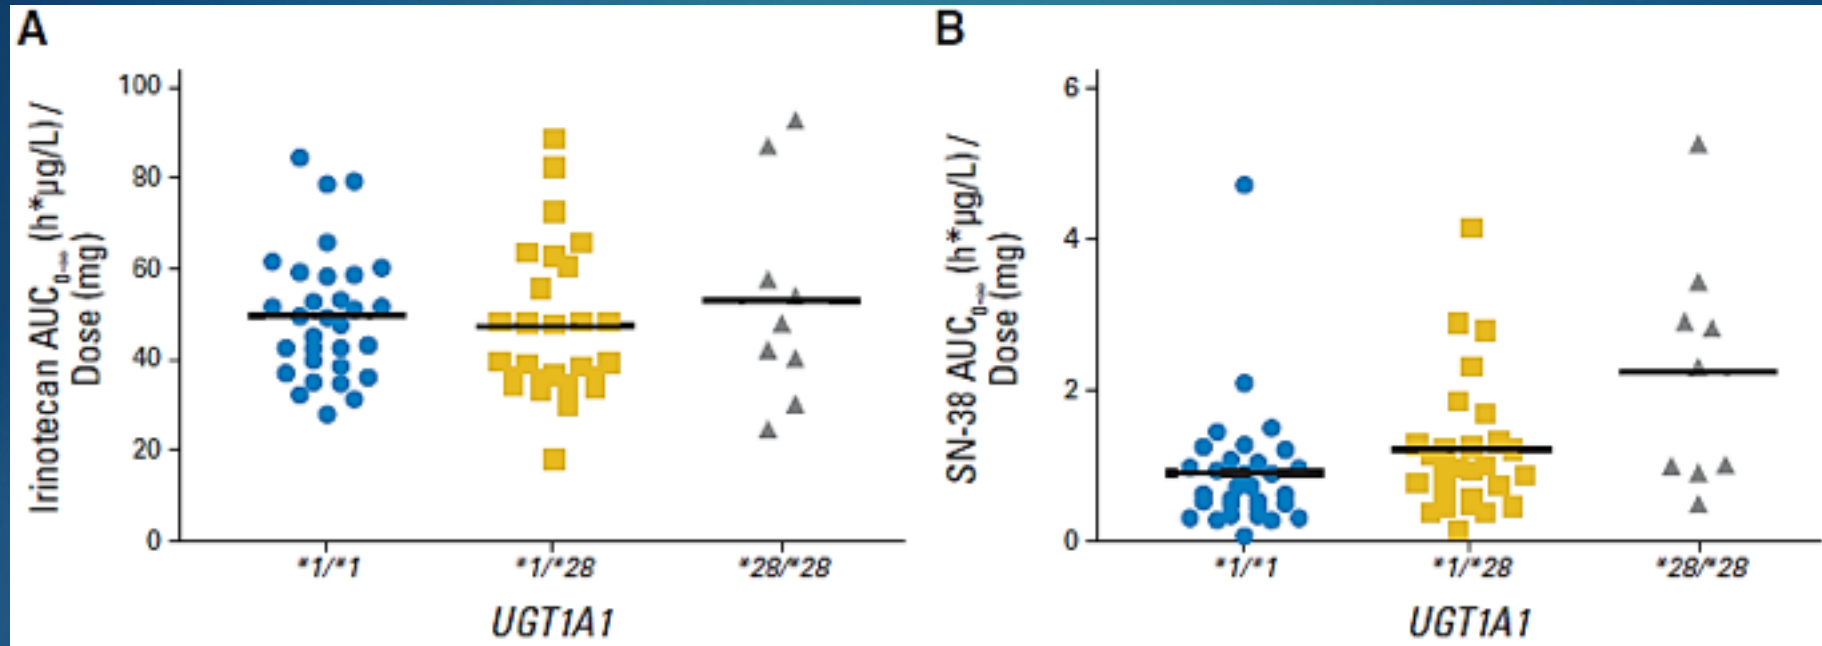 A
Irinotecan AUC0-∞ (h*µg/L) /
Dose (mg)
100
80
60
40
20
0
*1/*1
*1/*28
*28/*28
UGT1A1
B
SN-38 AUC0-∞ (h*µg/L) /
Dose (mg)
6
4
2
0
*1/*1
*1/*28
*28/*28
UGT1A1